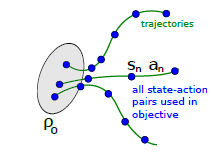 trajectories
sₙ aₙ
all state-action
pairs used in
objective
ρ₀